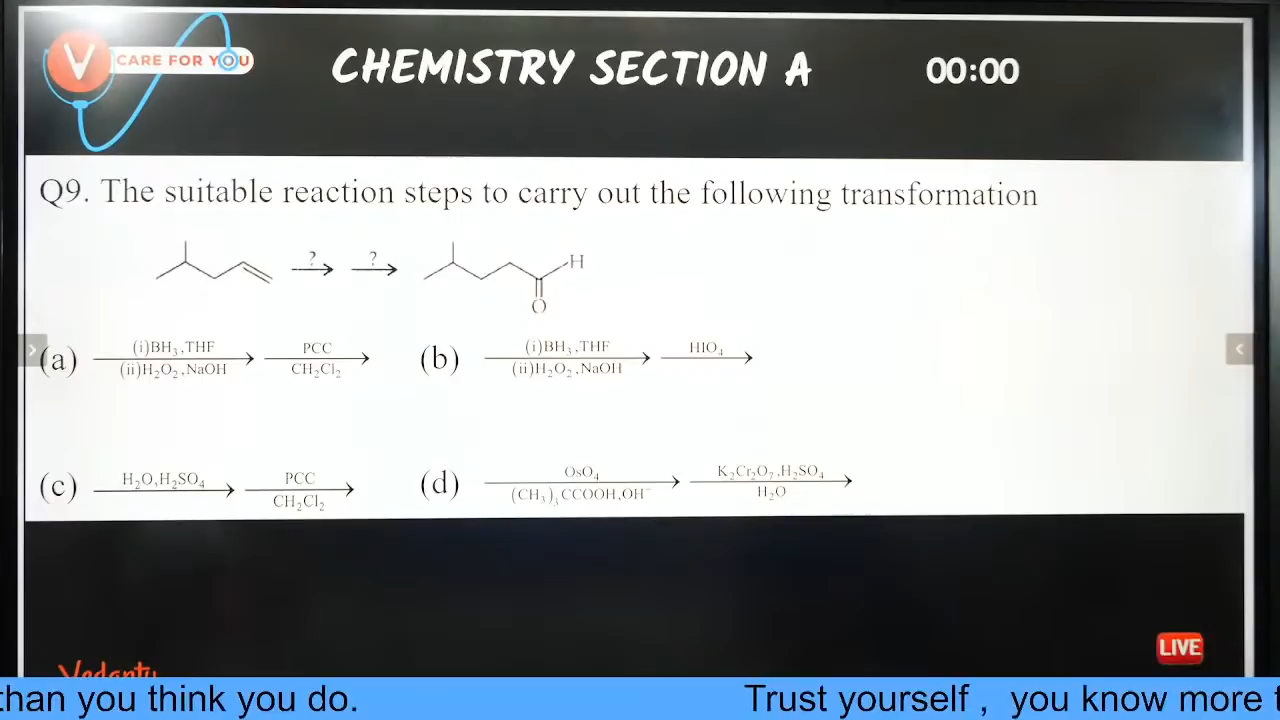 V CARE FOR YOU
CHEMISTRY SECTION A
00:00
Q9. The suitable reaction steps to carry out the following transformation
? ?
H
O
(a) (i)BH₃,THF (ii)H₂O₂,NaOH PCC CH₂Cl₂
(b) (i)BH₃,THF (ii)H₂O₂,NaOH HIO₄
(c) H₂O,H₂SO₄ PCC CH₂Cl₂
(d) OsO₄ (CH₃)₃CCOOH,OH⁻ K₂Cr₂O₇,H₂SO₄ H₂O
LIVE
than you think you do. Trust yourself , you know more